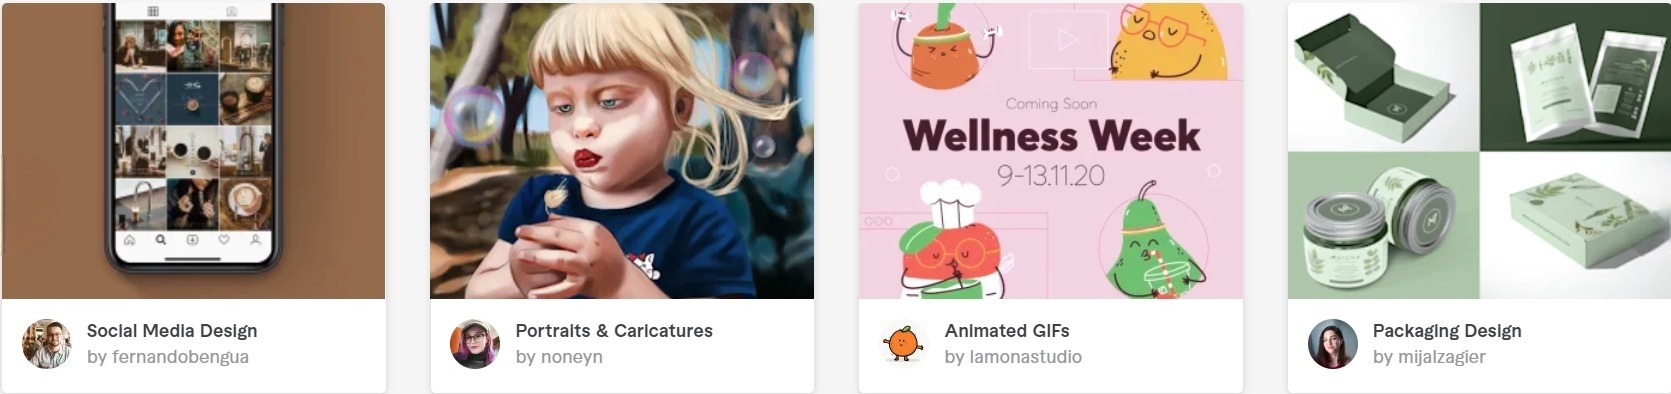 Social Media Design
by fernandobengua
Portraits & Caricatures
by noneyn
Coming Soon
Wellness Week
9-13.11.20
Animated GIFs
by lamonastudio
Packaging Design
by mijalzagier